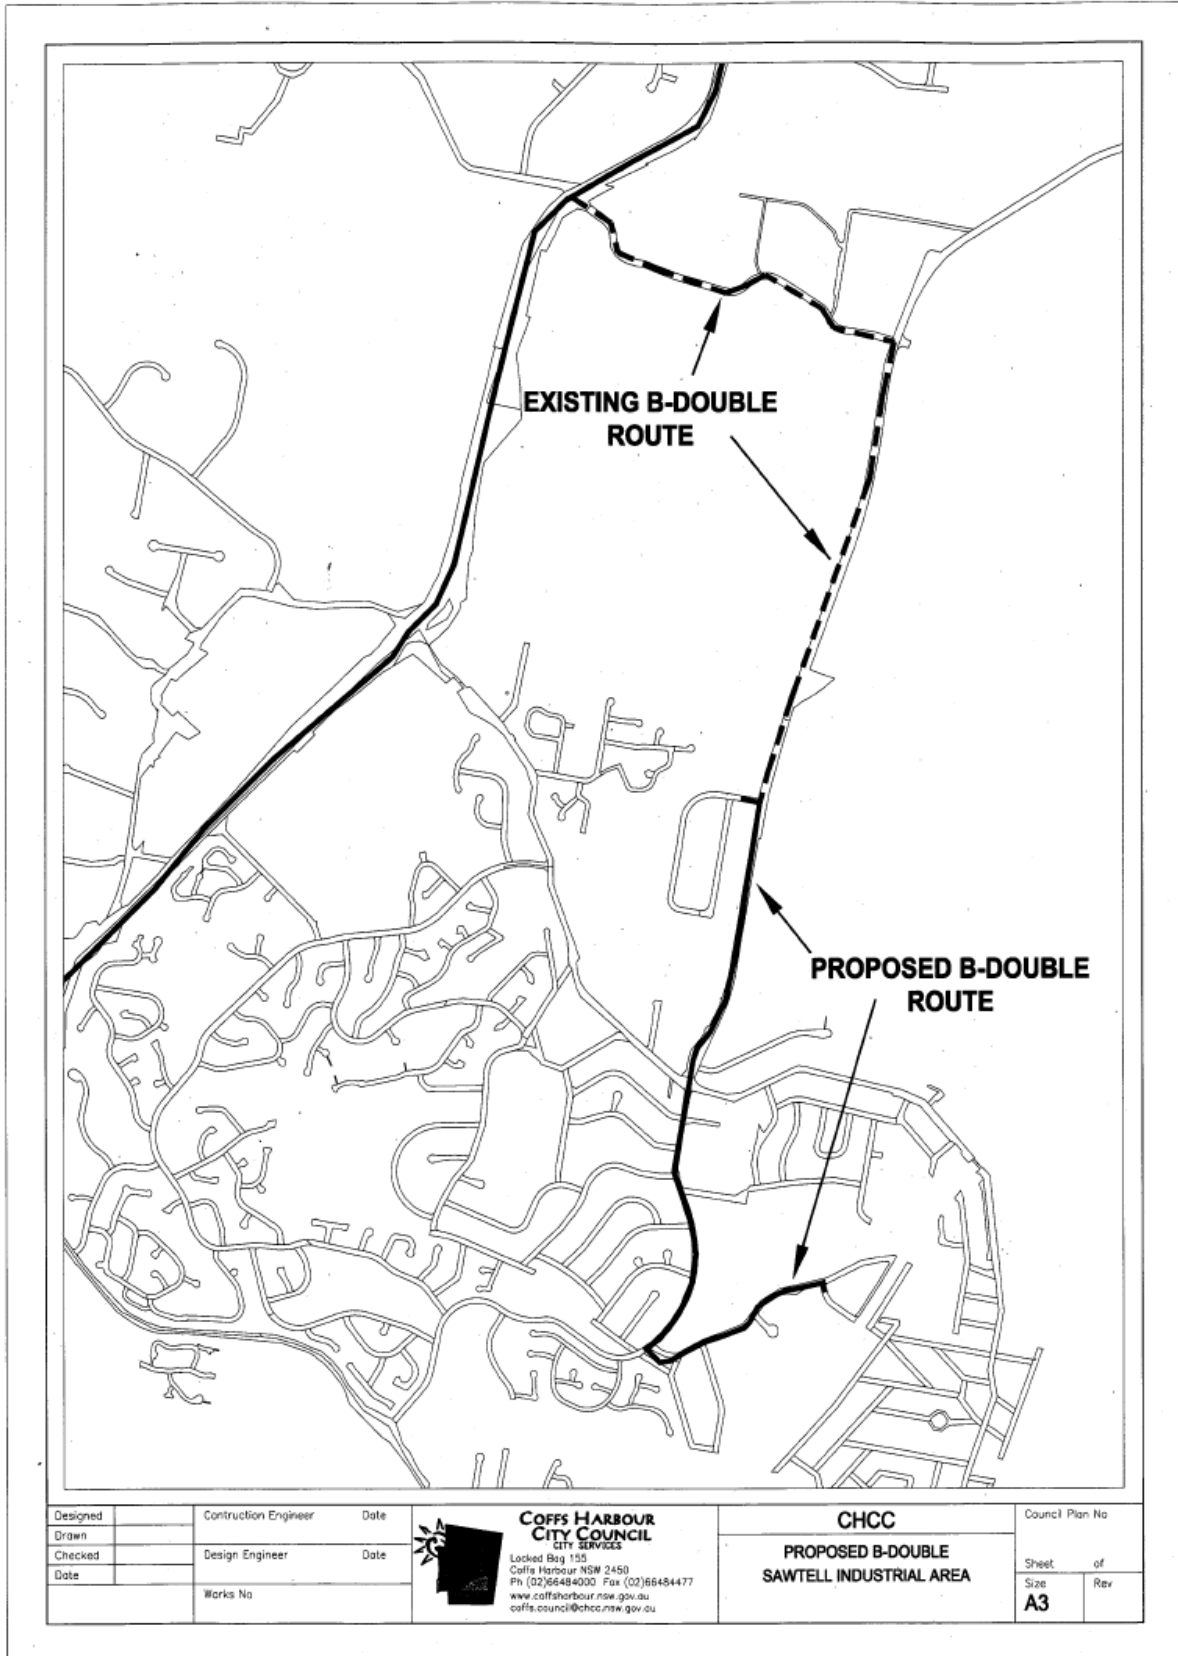 EXISTING B-DOUBLE
ROUTE
PROPOSED B-DOUBLE
ROUTE
Designed
Drawn
Checked
Date
Contruction Engineer Date
Design Engineer Date
Works No
COFFS HARBOUR
CITY COUNCIL
CITY SERVICES
Locked Bag 155
Coffs Harbour NSW 2450
Ph (02)66484000 Fax (02)66484477
www.coffsharbour.nsw.gov.au
coffs.council@chcc.nsw.gov.au
CHCC
PROPOSED B-DOUBLE
SAWTELL INDUSTRIAL AREA
Council Plan No
Sheet of
Size Rev
A3